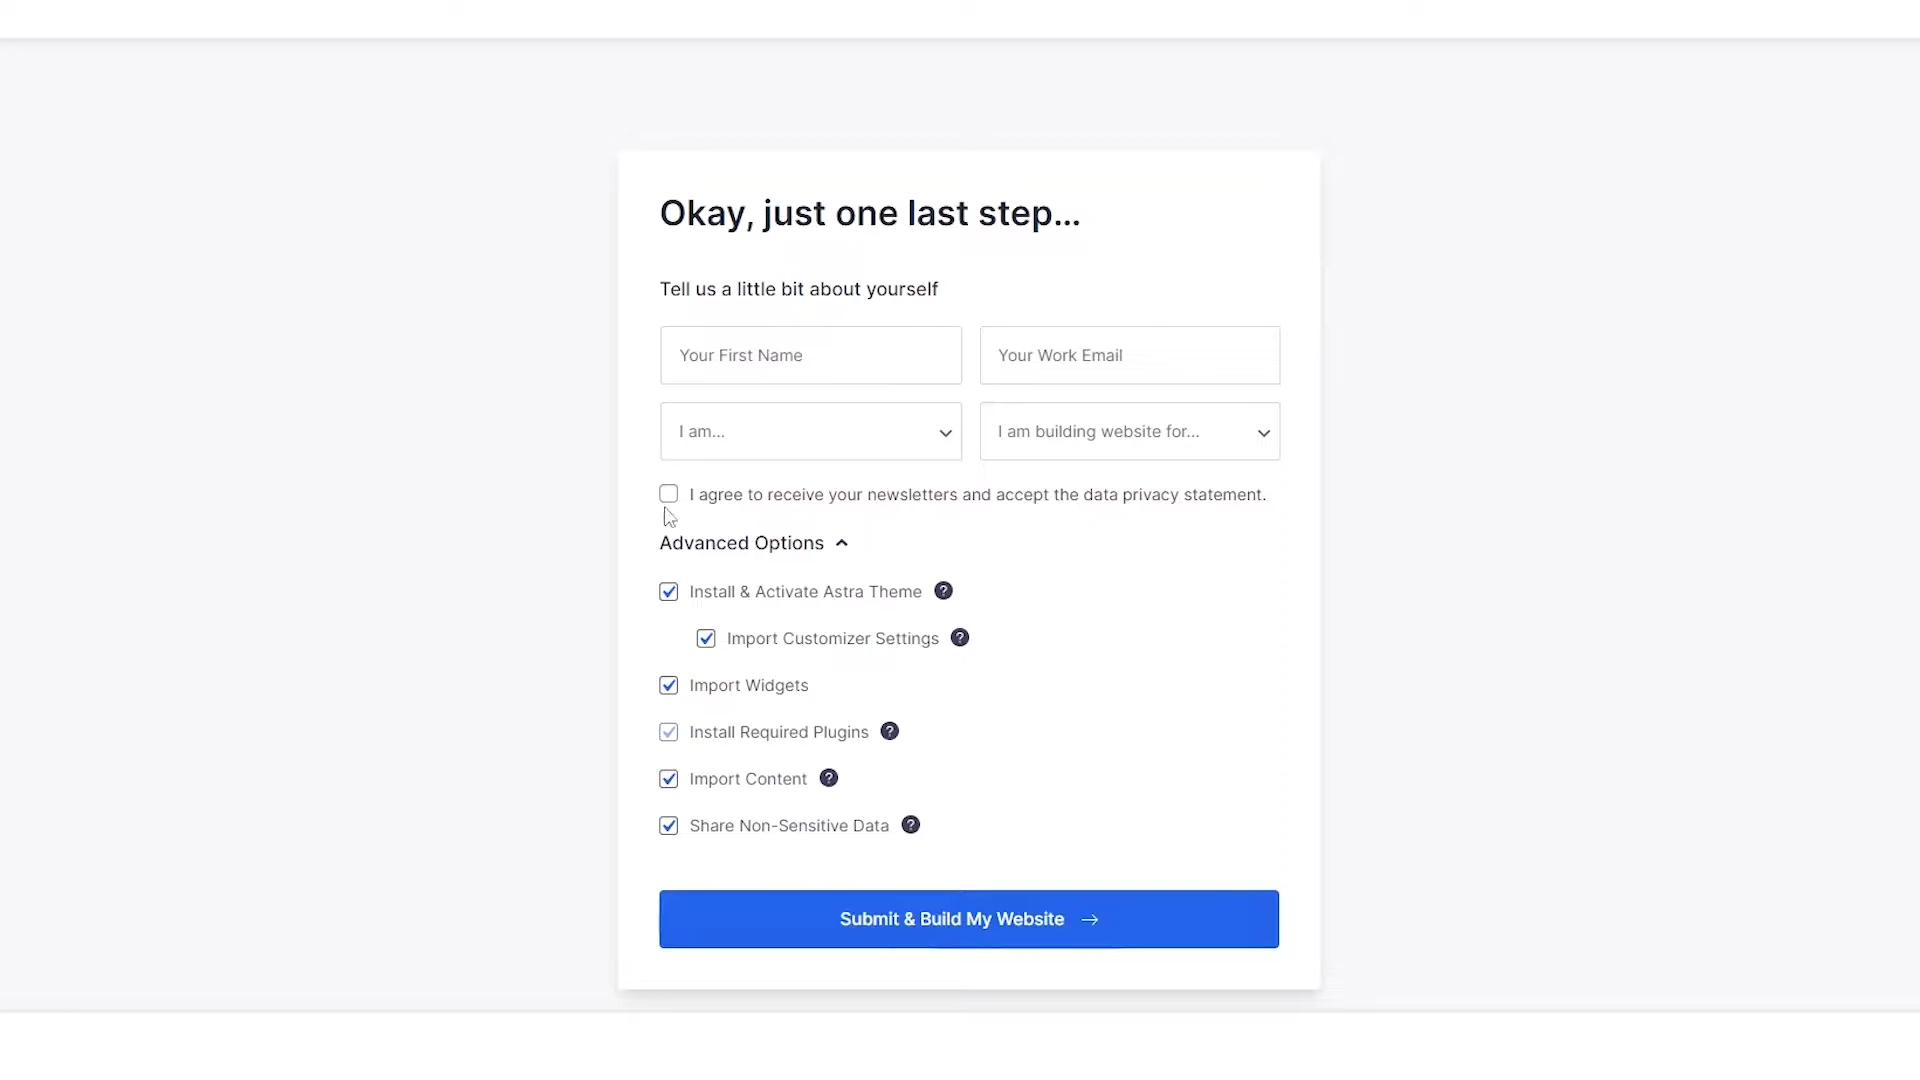 Okay, just one last step...
Tell us a little bit about yourself
Your First Name
Your Work Email
I am...
I am building website for...
I agree to receive your newsletters and accept the data privacy statement.
Advanced Options
Install & Activate Astra Theme ?
Import Customizer Settings ?
Import Widgets
Install Required Plugins ?
Import Content ?
Share Non-Sensitive Data ?
Submit & Build My Website →